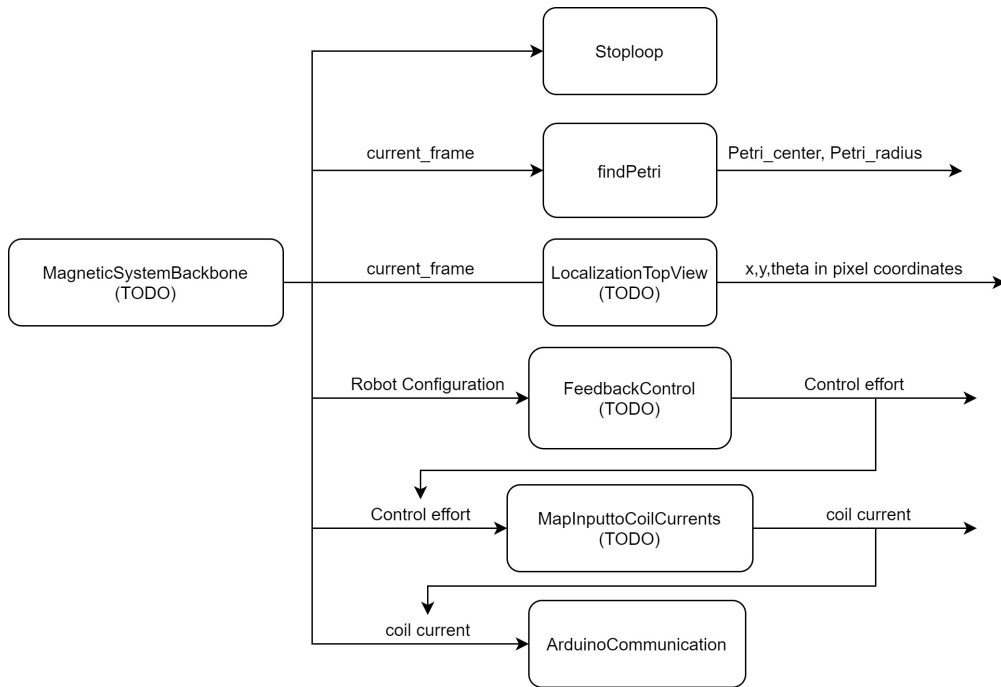 Stoploop
current_frame
findPetri
Petri_center, Petri_radius
MagneticSystemBackbone
(TODO)
current_frame
LocalizationTopView
(TODO)
x,y,theta in pixel coordinates
Robot Configuration
FeedbackControl
(TODO)
Control effort
Control effort
MapInputtoCoilCurrents
(TODO)
coil current
coil current
ArduinoCommunication